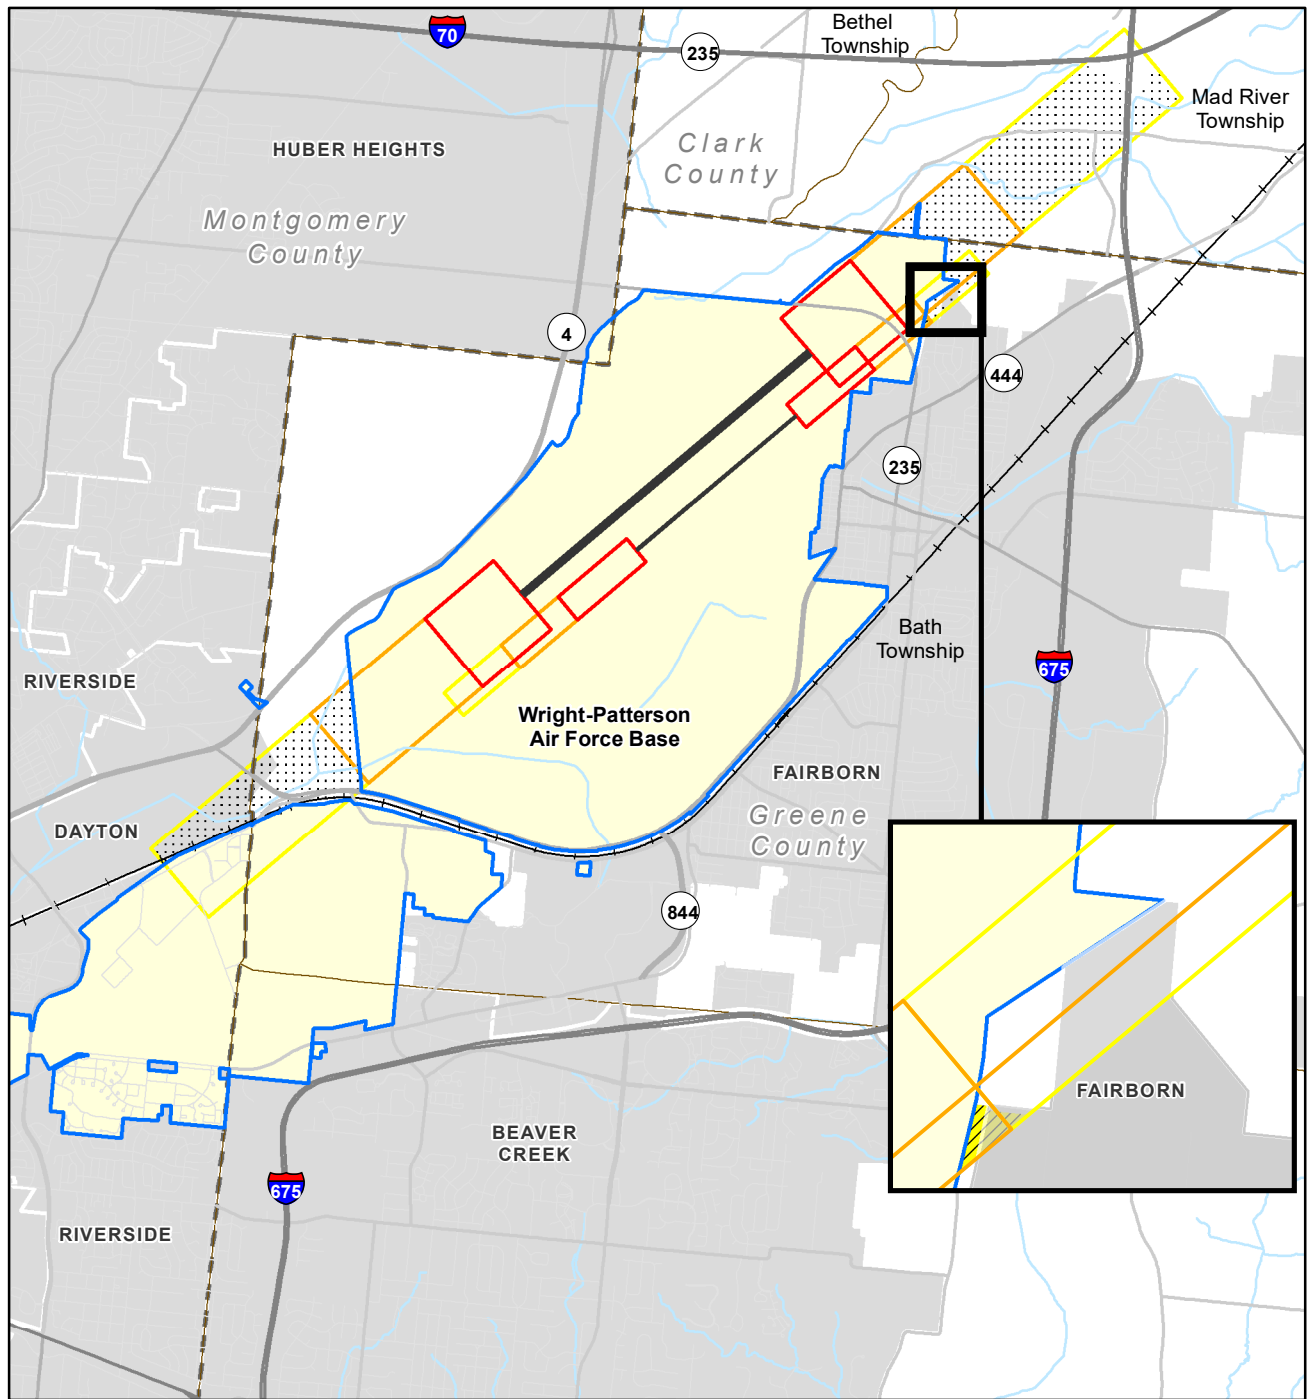 Bethel
Township
70
235
Mad River
Township
Clark
County
HUBER HEIGHTS
Montgomery
County
4
444
235
Bath
Township
675
RIVERSIDE
Wright-Patterson
Air Force Base
FAIRBORN
Greene
County
DAYTON
844
FAIRBORN
BEAVER
CREEK
675
RIVERSIDE